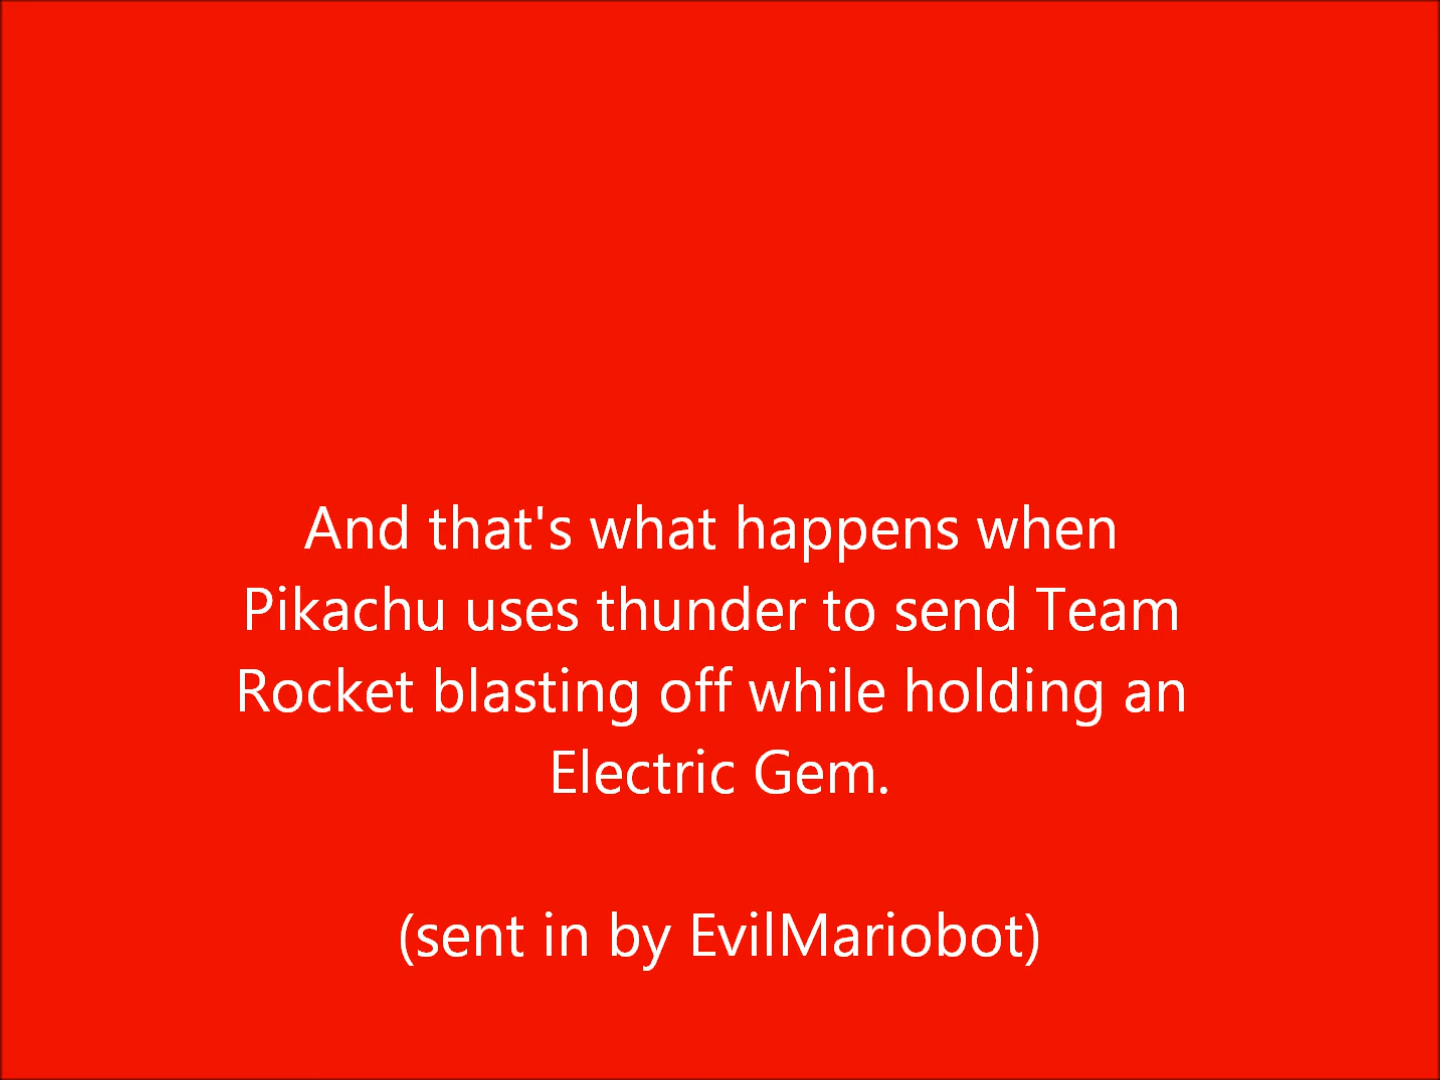 And that's what happens when
Pikachu uses thunder to send Team
Rocket blasting off while holding an
Electric Gem.
(sent in by EvilMariobot)